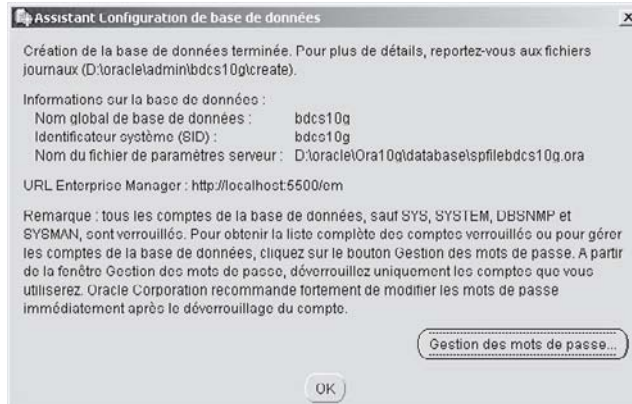 Assistant Configuration de base de données
Création de la base de données terminée. Pour plus de détails, reportez-vous aux fichiers
journaux (D:\oracle\admin\bdcs10g\create).
Informations sur la base de données :
Nom global de base de données : bdcs10g
Identificateur système (SID) : bdcs10g
Nom du fichier de paramètres serveur : D:\oracle\Ora10g\database\spfilebdcs10g.ora
URL Enterprise Manager : http://localhost:5500/em
Remarque : tous les comptes de la base de données, sauf SYS, SYSTEM, DBSNMP et
SYSMAN, sont verrouillés. Pour obtenir la liste complète des comptes verrouillés ou pour gérer
les comptes de la base de données, cliquez sur le bouton Gestion des mots de passe. A partir
de la fenêtre Gestion des mots de passe, déverrouillez uniquement les comptes que vous
utiliserez. Oracle Corporation recommande fortement de modifier les mots de passe
immédiatement après le déverrouillage du compte.
Gestion des mots de passe...
OK